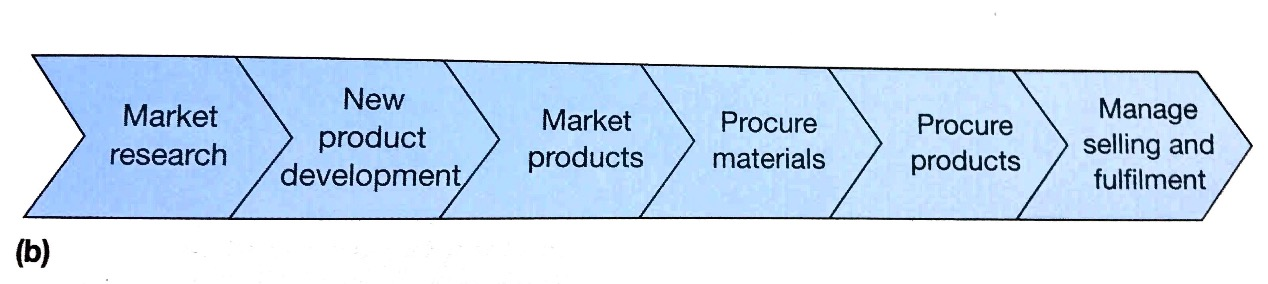 Market
research
New
product
development
Market
products
Procure
materials
Procure
products
Manage
selling and
fulfilment
(b)